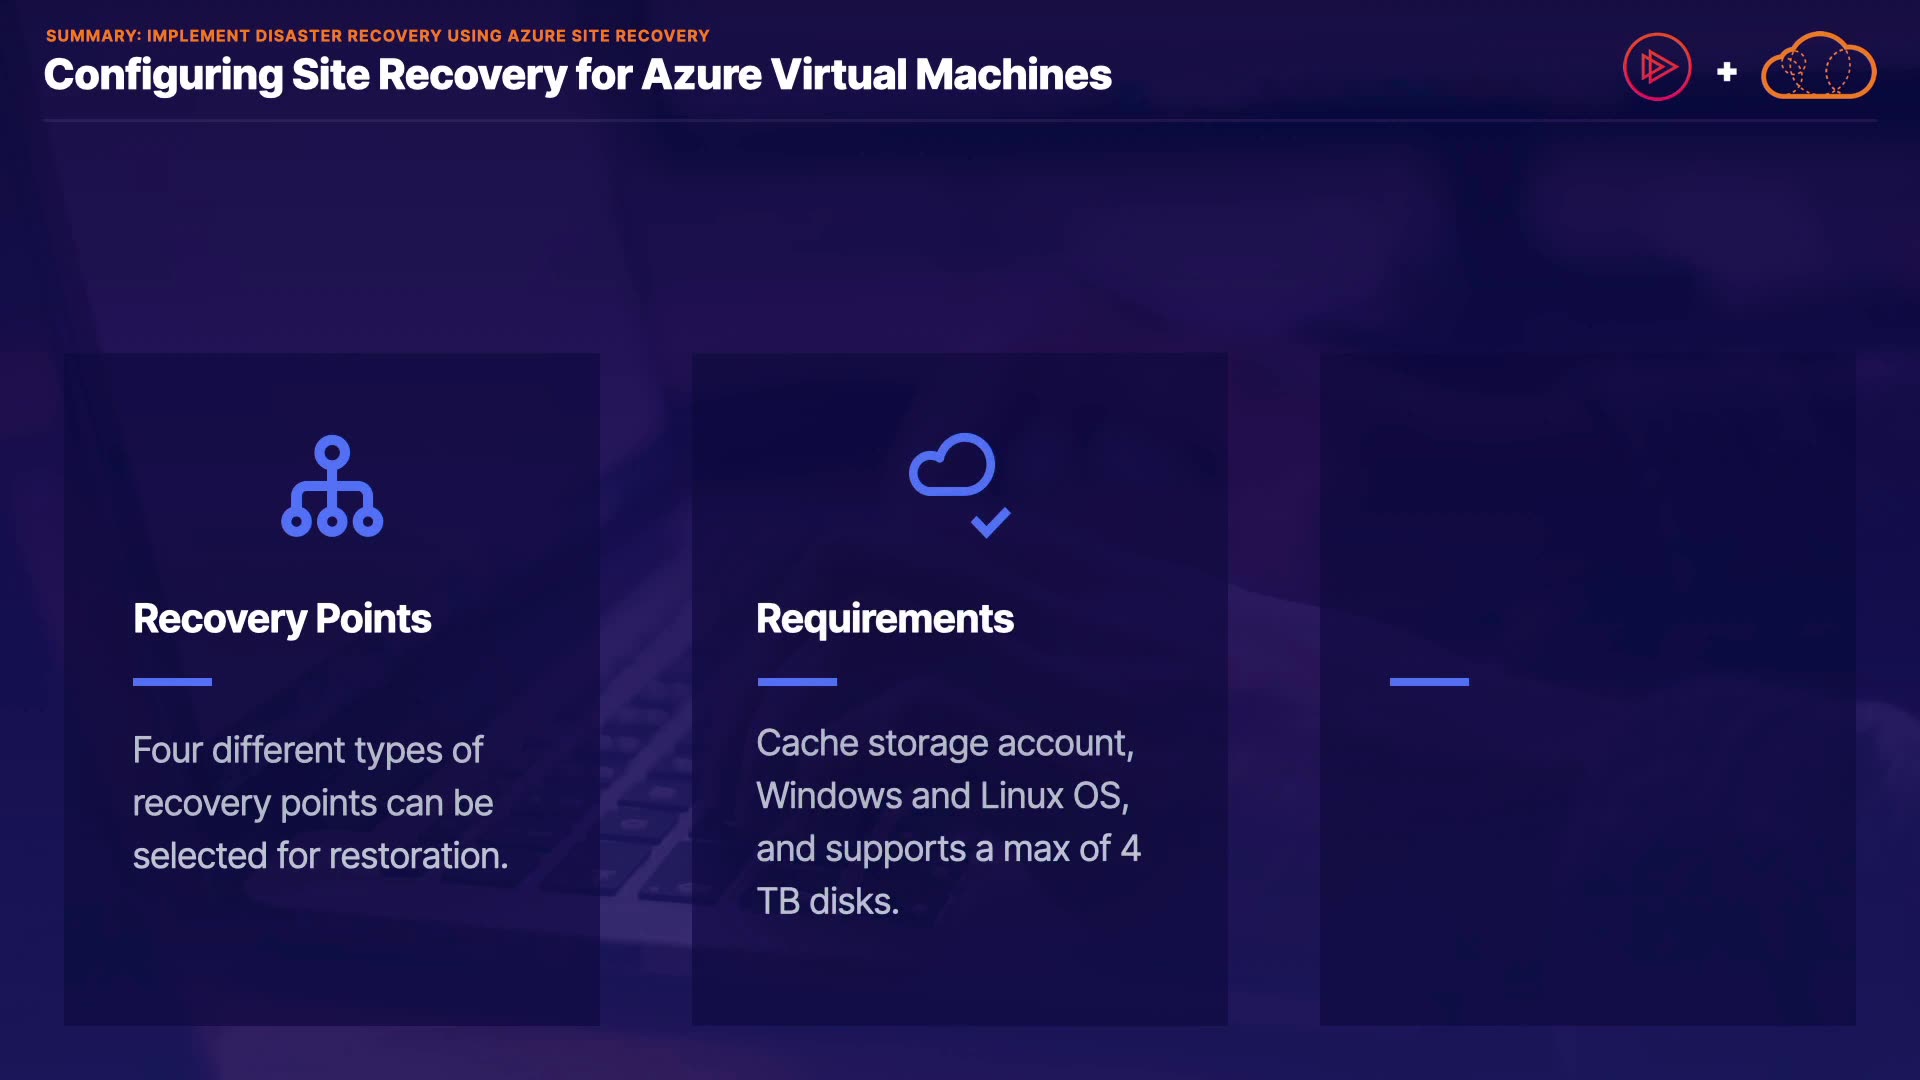 SUMMARY: IMPLEMENT DISASTER RECOVERY USING AZURE SITE RECOVERY
Configuring Site Recovery for Azure Virtual Machines
+
Recovery Points
Four different types of
recovery points can be
selected for restoration.
Requirements
Cache storage account,
Windows and Linux OS,
and supports a max of 4
TB disks.